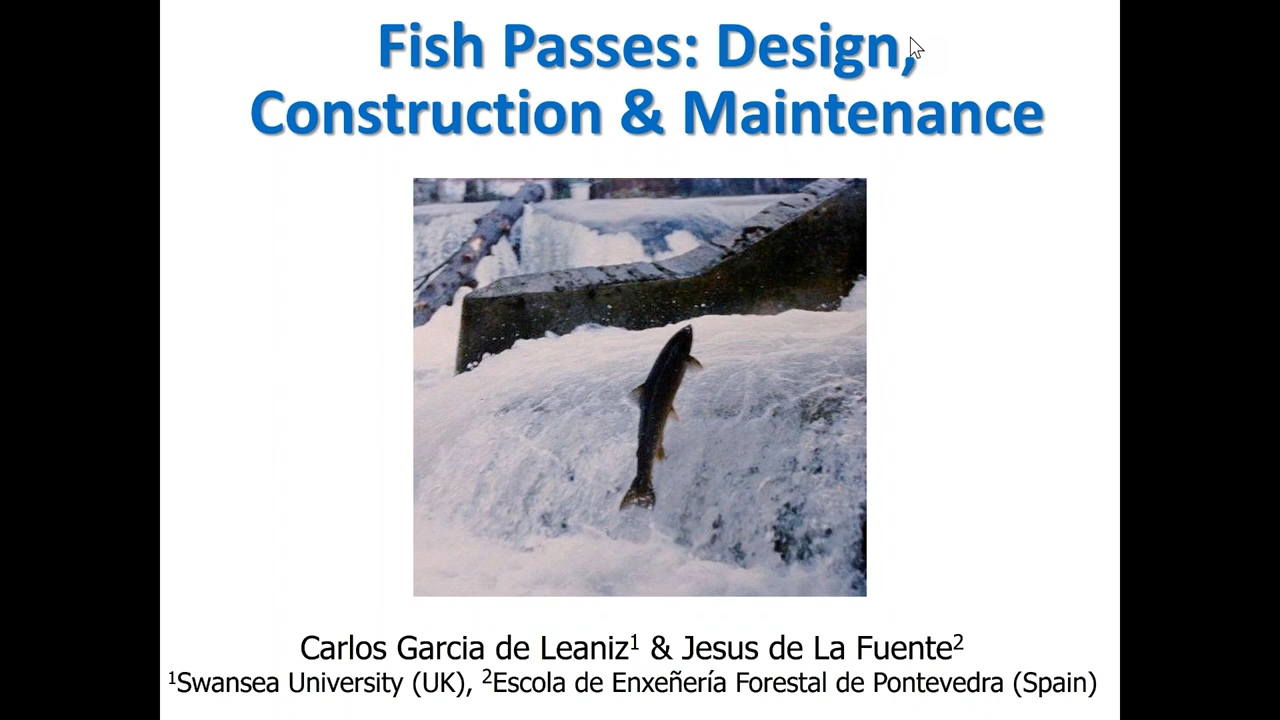 Fish Passes: Design,
Construction & Maintenance
Carlos Garcia de Leaniz¹ & Jesus de La Fuente²
¹Swansea University (UK), ²Escola de Enxeñería Forestal de Pontevedra (Spain)